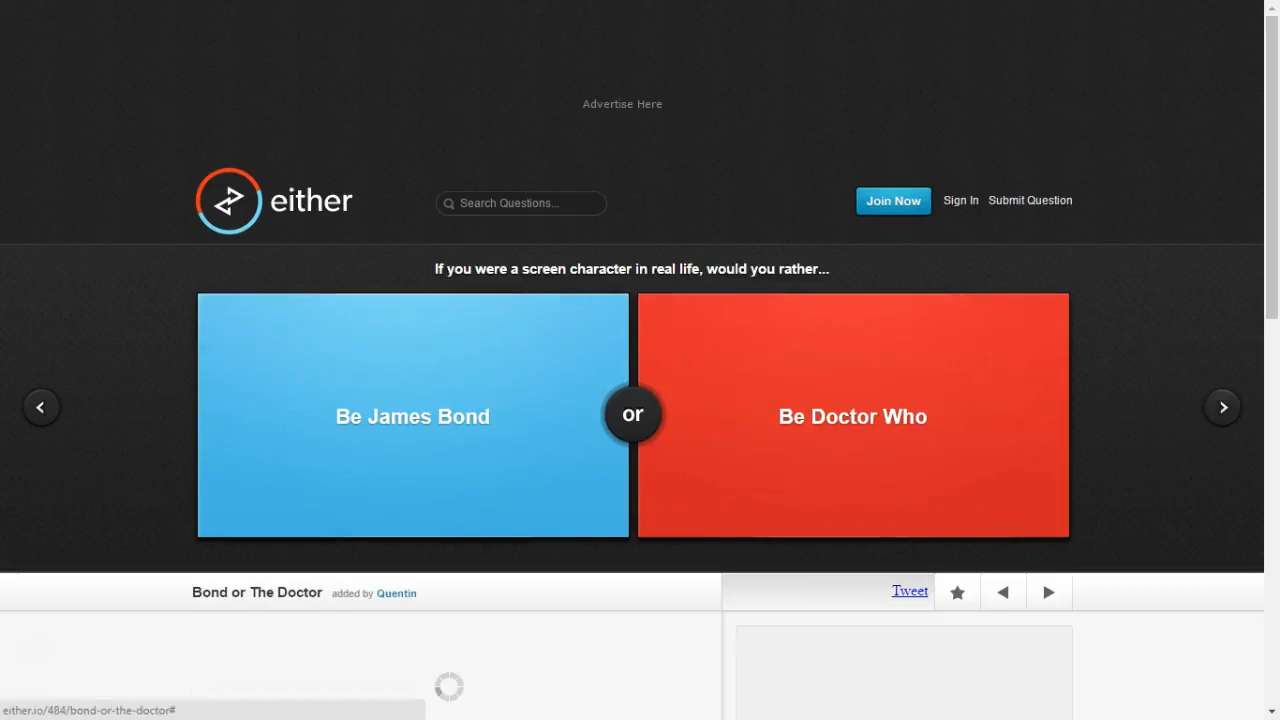 Advertise Here
either
Search Questions...
Join Now
Sign In
Submit Question
If you were a screen character in real life, would you rather...
Be James Bond
or
Be Doctor Who
Bond or The Doctor added by Quentin
Tweet
either.io/484/bond-or-the-doctor#